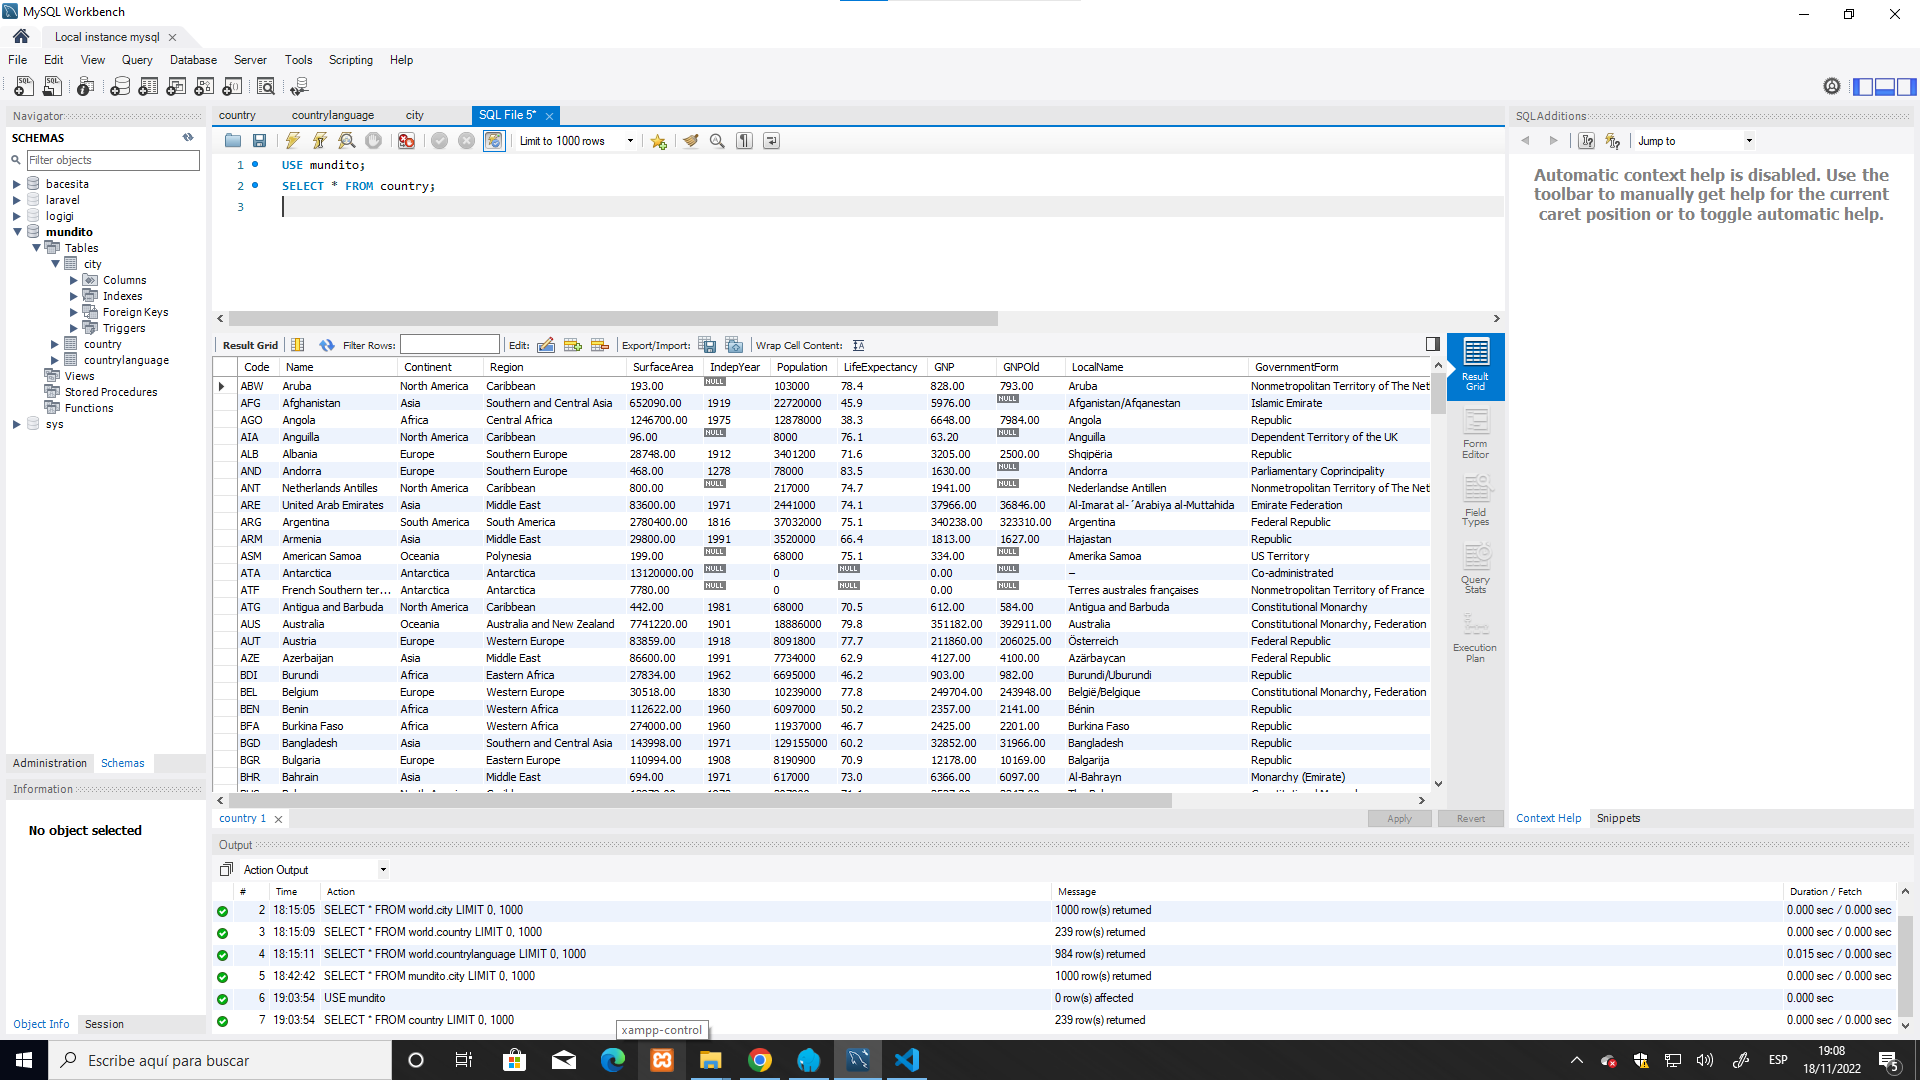 MySQL Workbench
Local instance mysql
File Edit View Query Database Server Tools Scripting Help
Navigator
SCHEMAS
Filter objects
bacesita
laravel
logigi
mundito
Tables
city
Columns
Indexes
Foreign Keys
Triggers
country
countrylanguage
Views
Stored Procedures
Functions
sys
Administration Schemas
Information
No object selected
Object Info Session
country countrylanguage city SQL File 5*
Limit to 1000 rows
1 USE mundito;
2 SELECT * FROM country;
3
Result Grid Filter Rows: Edit: Export/Import: Wrap Cell Content:
Code Name Continent Region SurfaceArea IndepYear Population LifeExpectancy GNP GNPOld LocalName GovernmentForm
ABW Aruba North America Caribbean 193.00 NULL 103000 78.4 828.00 793.00 Aruba Nonmetropolitan Territory of The Net
AFG Afghanistan Asia Southern and Central Asia 652090.00 1919 22720000 45.9 5976.00 NULL Afganistan/Afqanestan Islamic Emirate
AGO Angola Africa Central Africa 1246700.00 1975 12878000 38.3 6648.00 7984.00 Angola Republic
AIA Anguilla North America Caribbean 96.00 NULL 8000 76.1 63.20 NULL Anguilla Dependent Territory of the UK
ALB Albania Europe Southern Europe 28748.00 1912 3401200 71.6 3205.00 2500.00 Shqipëria Republic
AND Andorra Europe Southern Europe 468.00 1278 78000 83.5 1630.00 NULL Andorra Parliamentary Coprincipality
ANT Netherlands Antilles North America Caribbean 800.00 NULL 217000 74.7 1941.00 NULL Nederlandse Antillen Nonmetropolitan Territory of The Net
ARE United Arab Emirates Asia Middle East 83600.00 1971 2441000 74.1 37966.00 36846.00 Al-Imarat al-´Arabiya al-Muttahida Emirate Federation
ARG Argentina South America South America 2780400.00 1816 37032000 75.1 340238.00 323310.00 Argentina Federal Republic
ARM Armenia Asia Middle East 29800.00 1991 3520000 66.4 1813.00 1627.00 Hajastan Republic
ASM American Samoa Oceania Polynesia 199.00 NULL 68000 75.1 334.00 NULL Amerika Samoa US Territory
ATA Antarctica Antarctica Antarctica 13120000.00 NULL 0 NULL 0.00 NULL – Co-administrated
ATF French Southern ter... Antarctica Antarctica 7780.00 NULL 0 NULL 0.00 NULL Terres australes françaises Nonmetropolitan Territory of France
ATG Antigua and Barbuda North America Caribbean 442.00 1981 68000 70.5 612.00 584.00 Antigua and Barbuda Constitutional Monarchy
AUS Australia Oceania Australia and New Zealand 7741220.00 1901 18886000 79.8 351182.00 392911.00 Australia Constitutional Monarchy, Federation
AUT Austria Europe Western Europe 83859.00 1918 8091800 77.7 211860.00 206025.00 Österreich Federal Republic
AZE Azerbaijan Asia Middle East 86600.00 1991 7734000 62.9 4127.00 4100.00 Azärbaycan Federal Republic
BDI Burundi Africa Eastern Africa 27834.00 1962 6695000 46.2 903.00 982.00 Burundi/Uburundi Republic
BEL Belgium Europe Western Europe 30518.00 1830 10239000 77.8 249704.00 243948.00 België/Belgique Constitutional Monarchy, Federation
BEN Benin Africa Western Africa 112622.00 1960 6097000 50.2 2357.00 2141.00 Bénin Republic
BFA Burkina Faso Africa Western Africa 274000.00 1960 11937000 46.7 2425.00 2201.00 Burkina Faso Republic
BGD Bangladesh Asia Southern and Central Asia 143998.00 1971 129155000 60.2 32852.00 31966.00 Bangladesh Republic
BGR Bulgaria Europe Eastern Europe 110994.00 1908 8190900 70.9 12178.00 10169.00 Balgarija Republic
BHR Bahrain Asia Middle East 694.00 1971 617000 73.0 6366.00 6097.00 Al-Bahrayn Monarchy (Emirate)
country 1
Apply Revert
Result
Grid
Form
Editor
Field
Types
Query
Stats
Execution
Plan
SQLAdditions
Jump to
Automatic context help is disabled. Use the
toolbar to manually get help for the current
caret position or to toggle automatic help.
Context Help Snippets
Output
Action Output
# Time Action Message Duration / Fetch
2 18:15:05 SELECT * FROM world.city LIMIT 0, 1000 1000 row(s) returned 0.000 sec / 0.000 sec
3 18:15:09 SELECT * FROM world.country LIMIT 0, 1000 239 row(s) returned 0.000 sec / 0.000 sec
4 18:15:11 SELECT * FROM world.countrylanguage LIMIT 0, 1000 984 row(s) returned 0.015 sec / 0.000 sec
5 18:42:42 SELECT * FROM mundito.city LIMIT 0, 1000 1000 row(s) returned 0.000 sec / 0.000 sec
6 19:03:54 USE mundito 0 row(s) affected 0.000 sec
7 19:03:54 SELECT * FROM country LIMIT 0, 1000 239 row(s) returned 0.000 sec / 0.000 sec
xampp-control
Escribe aquí para buscar
ESP
19:08
18/11/2022
5